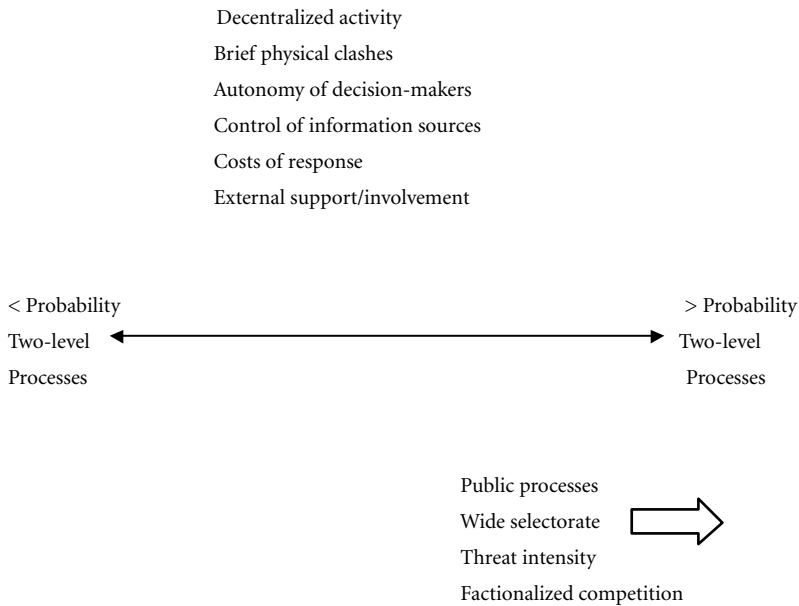 Decentralized activity
Brief physical clashes
Autonomy of decision-makers
Control of information sources
Costs of response
External support/involvement
< Probability
Two-level
Processes
> Probability
Two-level
Processes
Public processes
Wide selectorate
Threat intensity
Factionalized competition